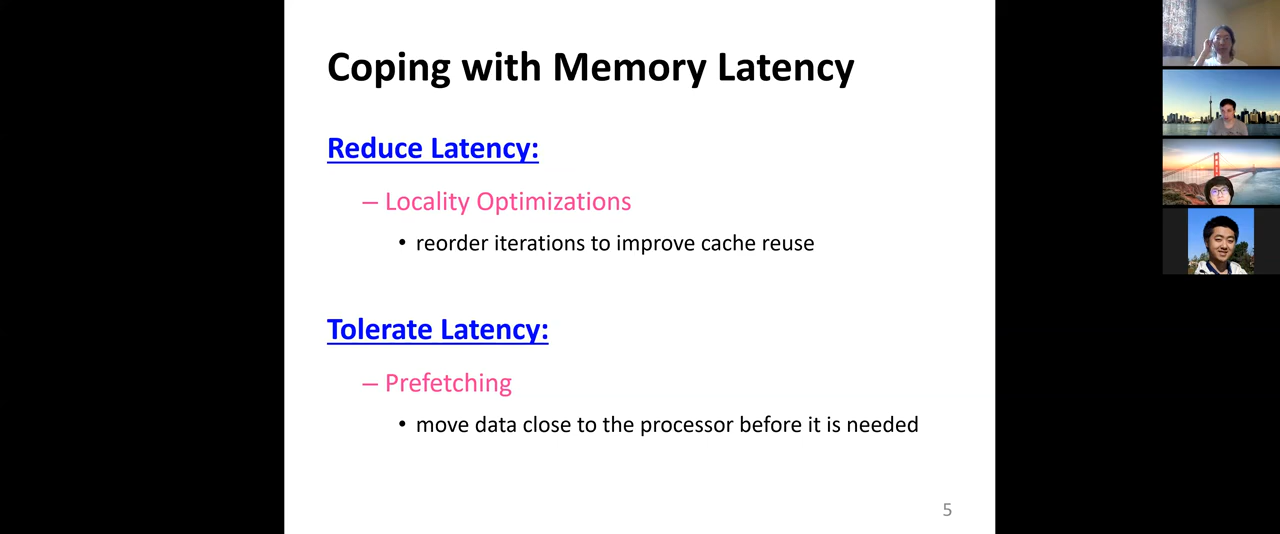 Coping with Memory Latency
Reduce Latency:
– Locality Optimizations
• reorder iterations to improve cache reuse
Tolerate Latency:
– Prefetching
• move data close to the processor before it is needed
5